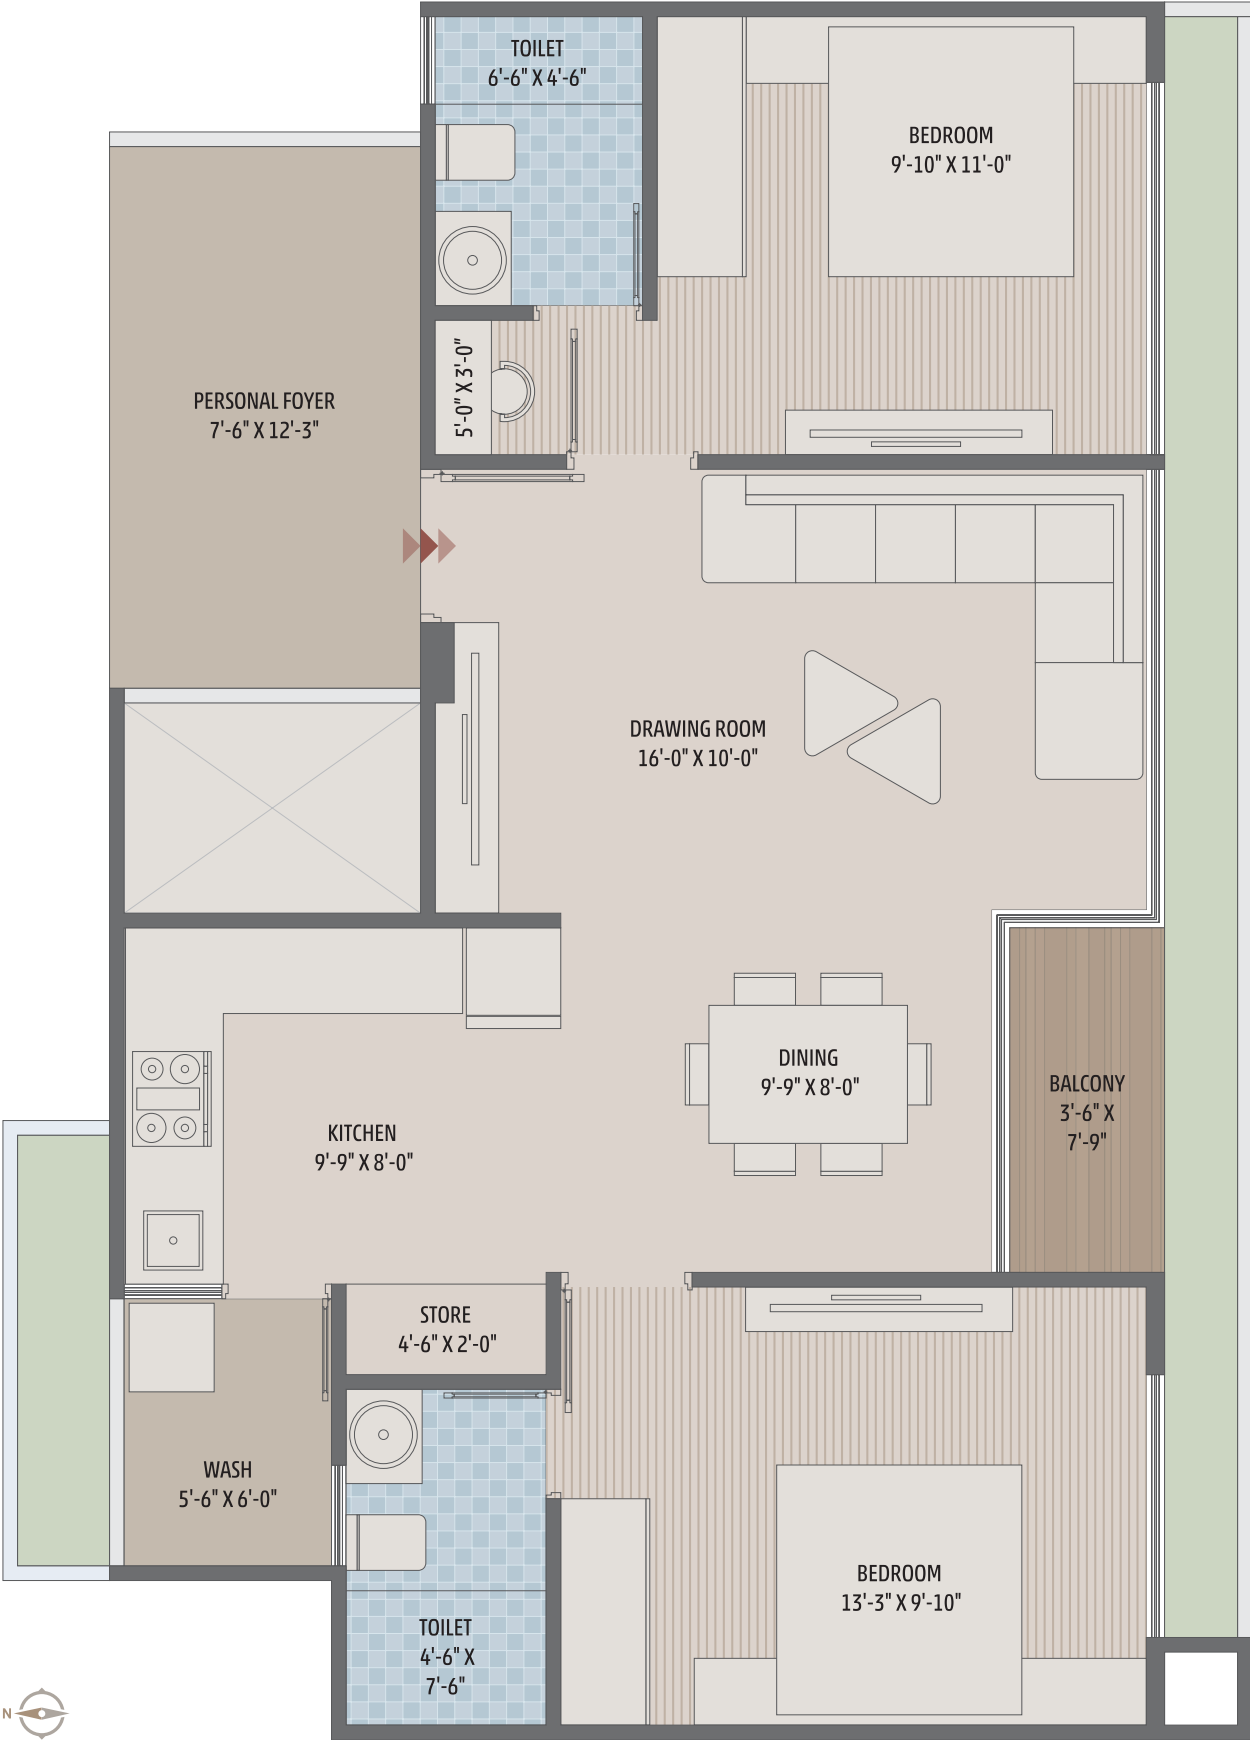 TOILET
6'-6" X 4'-6"
BEDROOM
9'-10" X 11'-0"
5'-0" X 3'-0"
PERSONAL FOYER
7'-6" X 12'-3"
DRAWING ROOM
16'-0" X 10'-0"
DINING
9'-9" X 8'-0"
BALCONY
3'-6" X
7'-9"
KITCHEN
9'-9" X 8'-0"
STORE
4'-6" X 2'-0"
WASH
5'-6" X 6'-0"
BEDROOM
13'-3" X 9'-10"
TOILET
4'-6" X
7'-6"
N